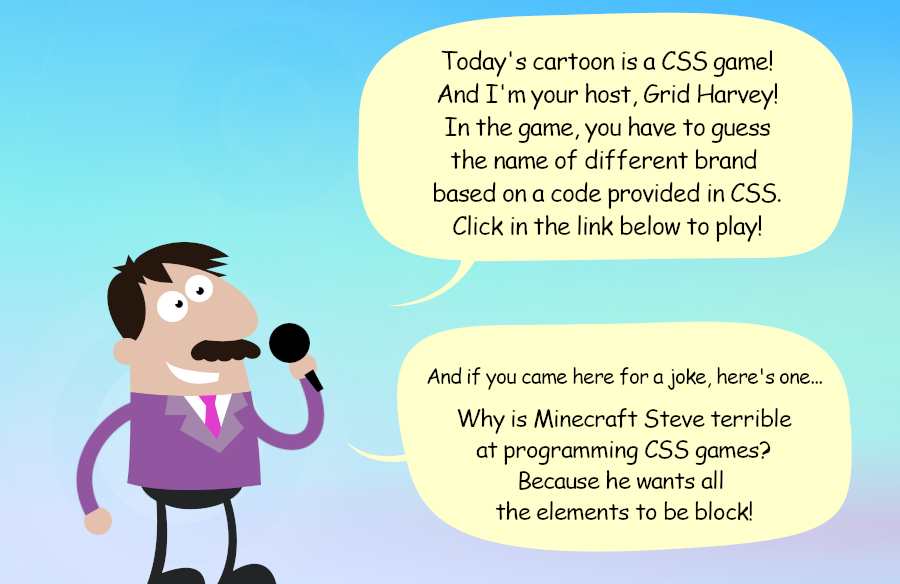 Today's cartoon is a CSS game!
And I'm your host, Grid Harvey!
In the game, you have to guess
the name of different brand
based on a code provided in CSS.
Click in the link below to play!
And if you came here for a joke, here's one...
Why is Minecraft Steve terrible
at programming CSS games?
Because he wants all
the elements to be block!